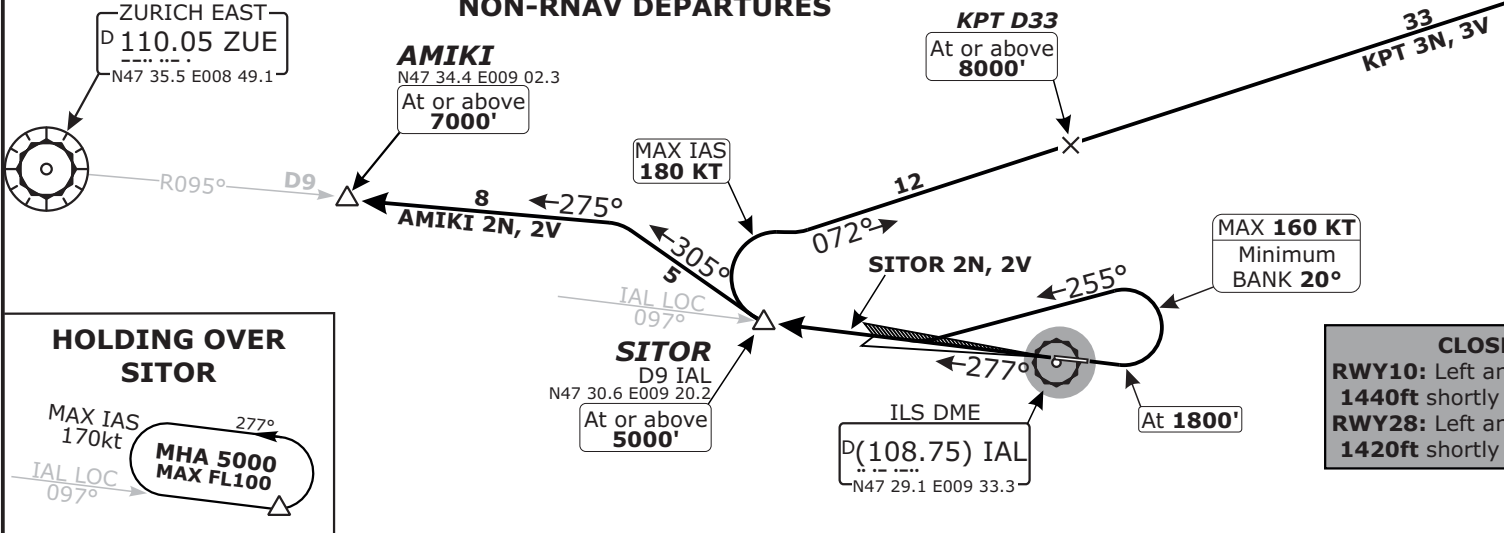 NON-RNAV DEPARTURES
ZURICH EAST
D 110.05 ZUE
N47 35.5 E008 49.1
AMIKI
N47 34.4 E009 02.3
At or above
7000'
KPT D33
At or above
8000'
33
KPT 3N, 3V
R095°
D9
8
275°
AMIKI 2N, 2V
305°
5
MAX IAS
180 KT
12
072°
SITOR 2N, 2V
255°
MAX 160 KT
Minimum
BANK 20°
IAL LOC
097°
SITOR
D9 IAL
N47 30.6 E009 20.2
At or above
5000'
277°
ILS DME
D(108.75) IAL
N47 29.1 E009 33.3
At 1800'
HOLDING OVER
SITOR
MAX IAS
170kt
277°
MHA 5000
MAX FL100
IAL LOC
097°
RWY10: Left
1440ft shortly
RWY28: Left
1420ft shortly